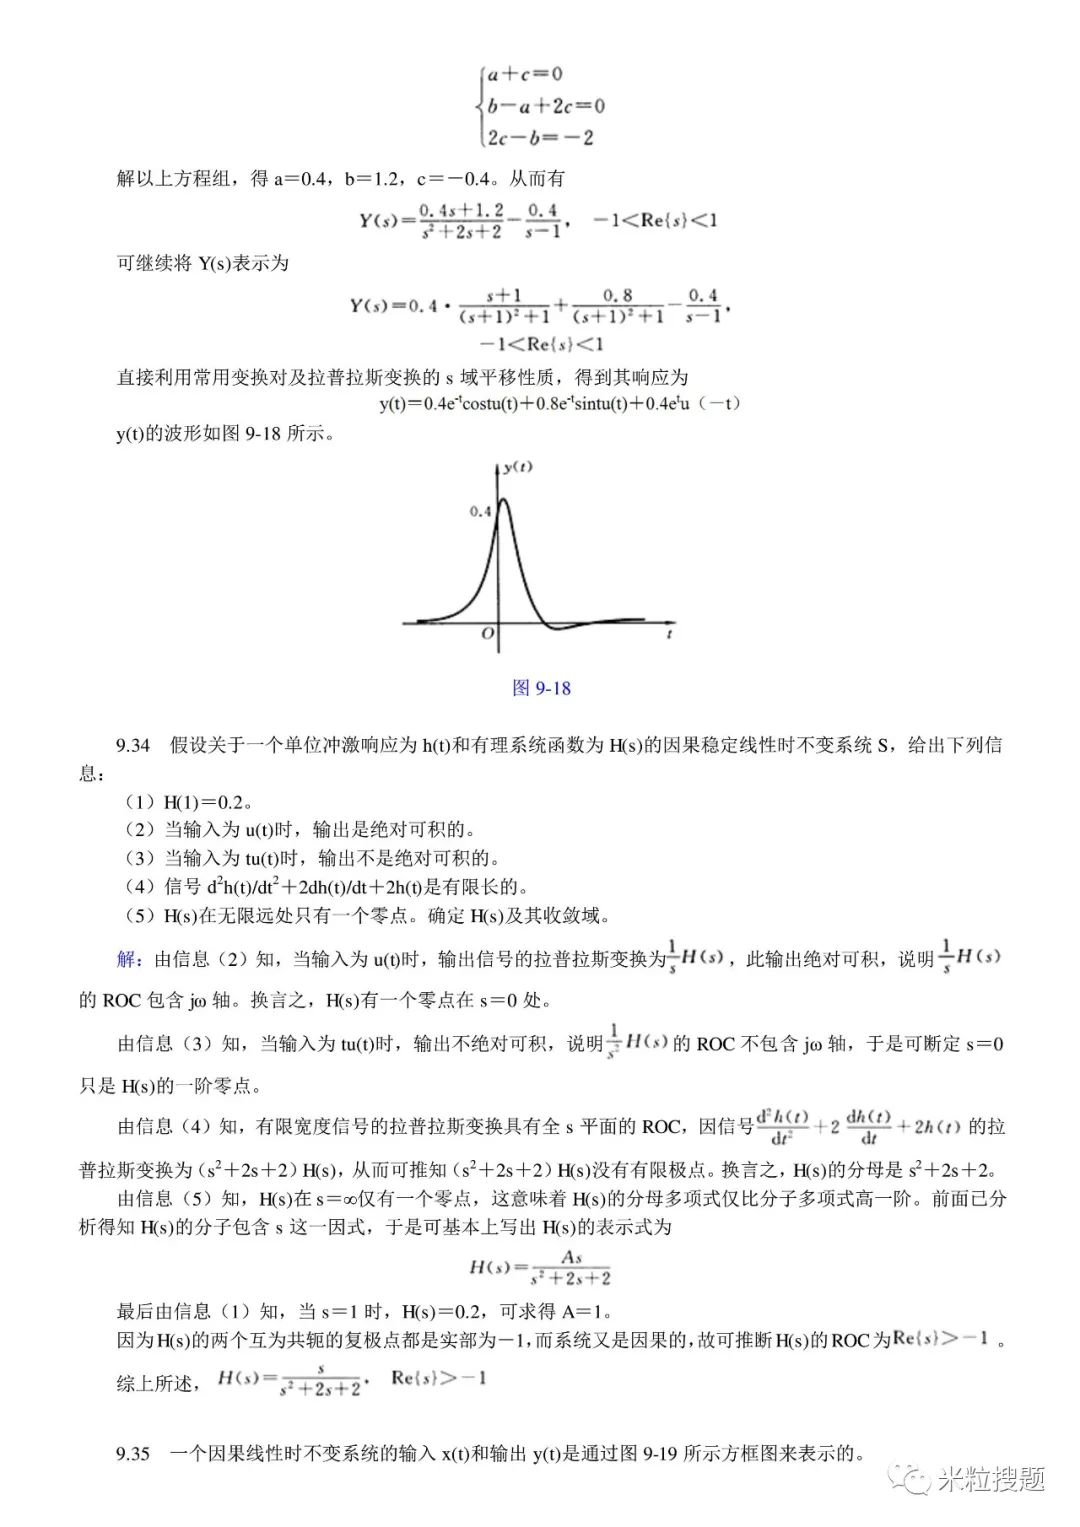 {a+c=0
b-a+2c=0
2c-b=-2
解以上方程组，得 a＝0.4，b＝1.2，c＝－0.4。从而有
Y(s)=\frac{0.4s+1.2}{s²+2s+2}-\frac{0.4}{s-1}, -1<Re{s}<1
可继续将 Y(s)表示为
Y(s)=0.4·\frac{s+1}{(s+1)²+1}+\frac{0.8}{(s+1)²+1}-\frac{0.4}{s-1},
-1<Re{s}<1
直接利用常用变换对及拉普拉斯变换的 s 域平移性质，得到其响应为
y(t)＝0.4e^{-t}costu(t)＋0.8e^{-t}sintu(t)＋0.4e^{t}u（－t）
y(t)的波形如图 9-18 所示。
y(t)
0.4
O
t
图 9-18
9.34 假设关于一个单位冲激响应为 h(t)和有理系统函数为 H(s)的因果稳定线性时不变系统 S，给出下列信
息：
（1）H(1)＝0.2。
（2）当输入为 u(t)时，输出是绝对可积的。
（3）当输入为 tu(t)时，输出不是绝对可积的。
（4）信号 d²h(t)/dt²＋2dh(t)/dt＋2h(t)是有限长的。
（5）H(s)在无限远处只有一个零点。确定 H(s)及其收敛域。
解：由信息（2）知，当输入为 u(t)时，输出信号的拉普拉斯变换为\frac{1}{s}H(s)，此输出绝对可积，说明\frac{1}{s}H(s)
的 ROC 包含 jω 轴。换言之，H(s)有一个零点在 s＝0 处。
由信息（3）知，当输入为 tu(t)时，输出不绝对可积，说明\frac{1}{s²}H(s)的 ROC 不包含 jω 轴，于是可断定 s＝0
只是 H(s)的一阶零点。
由信息（4）知，有限宽度信号的拉普拉斯变换具有全 s 平面的 ROC，因信号\frac{d²h(t)}{dt²}+2\frac{dh(t)}{dt}+2h(t)的拉
普拉斯变换为（s²＋2s＋2）H(s)，从而可推知（s²＋2s＋2）H(s)没有有限极点。换言之，H(s)的分母是 s²＋2s＋2。
由信息（5）知，H(s)在 s＝∞仅有一个零点，这意味着 H(s)的分母多项式仅比分子多项式高一阶。前面已分
析得知 H(s)的分子包含 s 这一因式，于是可基本上写出 H(s)的表示式为
H(s)=\frac{As}{s²+2s+2}
最后由信息（1）知，当 s＝1 时，H(s)＝0.2，可求得 A＝1。
因为H(s)的两个互为共轭的复极点都是实部为－1，而系统又是因果的，故可推断H(s)的ROC为Re{s}>-1 。
综上所述，H(s)=\frac{s}{s²+2s+2}, Re{s}>-1
9.35 一个因果线性时不变系统的输入 x(t)和输出 y(t)是通过图 9-19 所示方框图来表示的。
米粒搜题